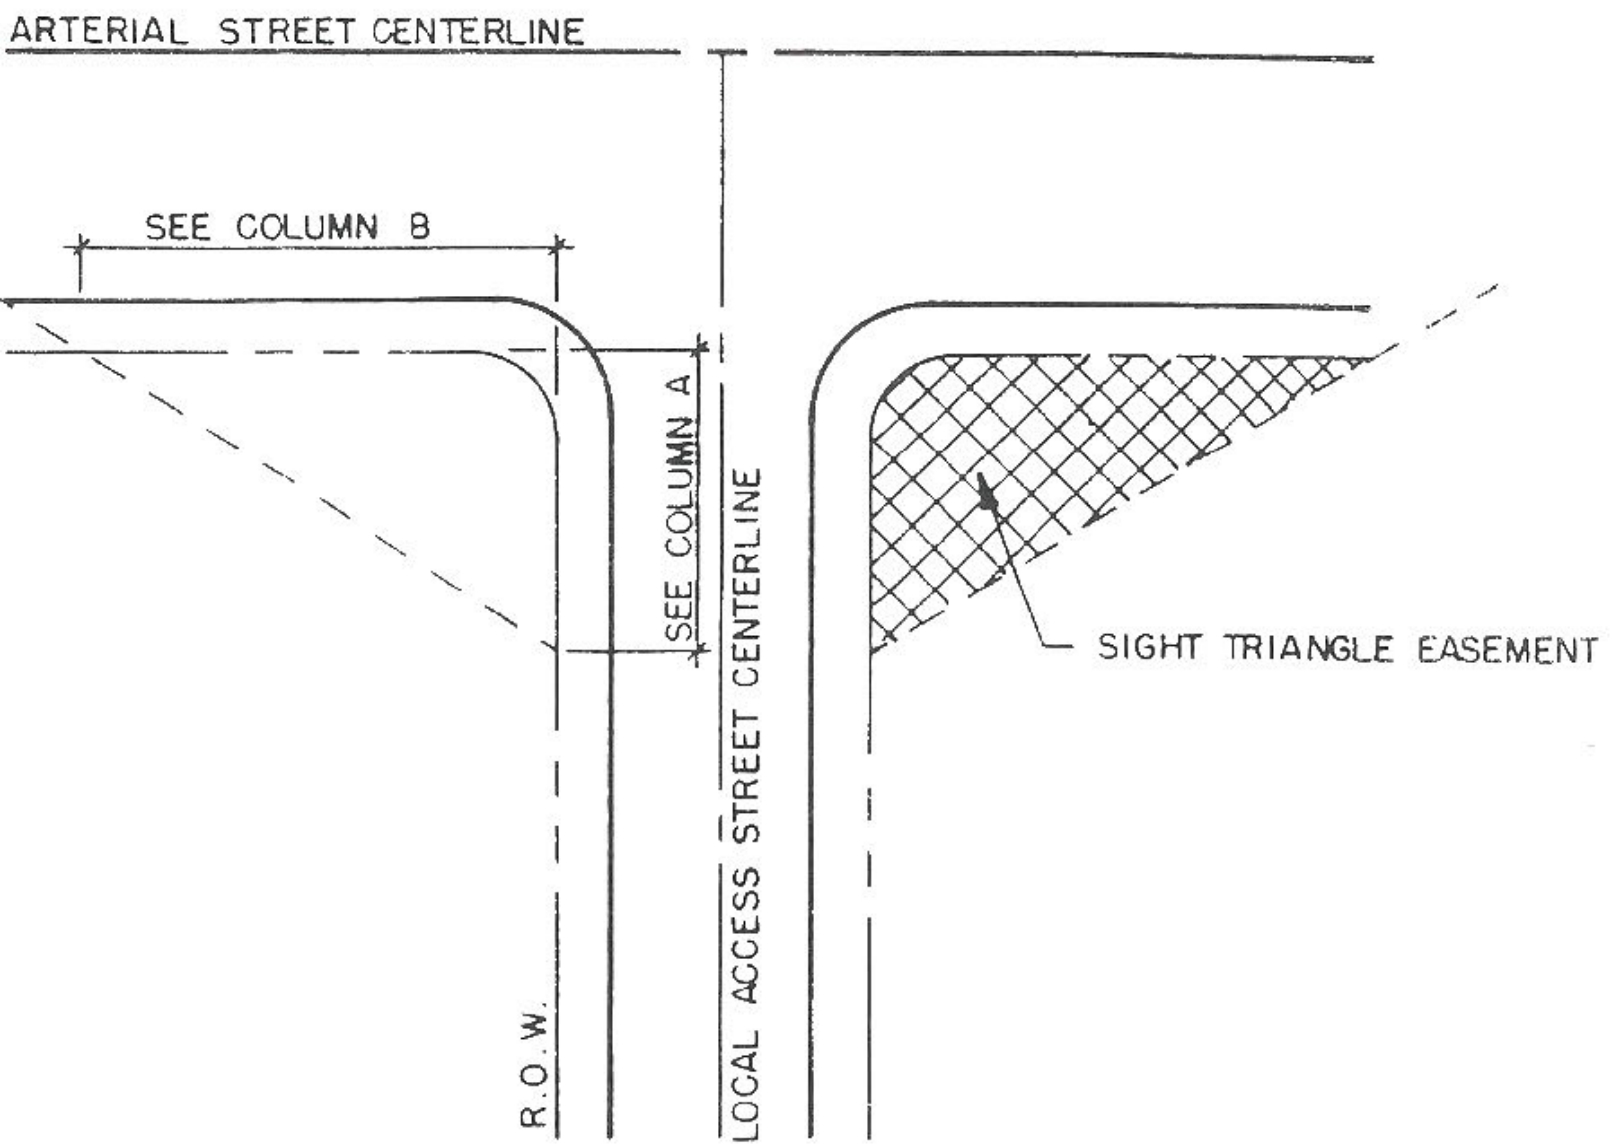 ARTERIAL STREET CENTERLINE
SEE COLUMN B
SEE COLUMN A
LOCAL ACCESS STREET CENTERLINE
SIGHT TRIANGLE EASEMENT
R.O.W.